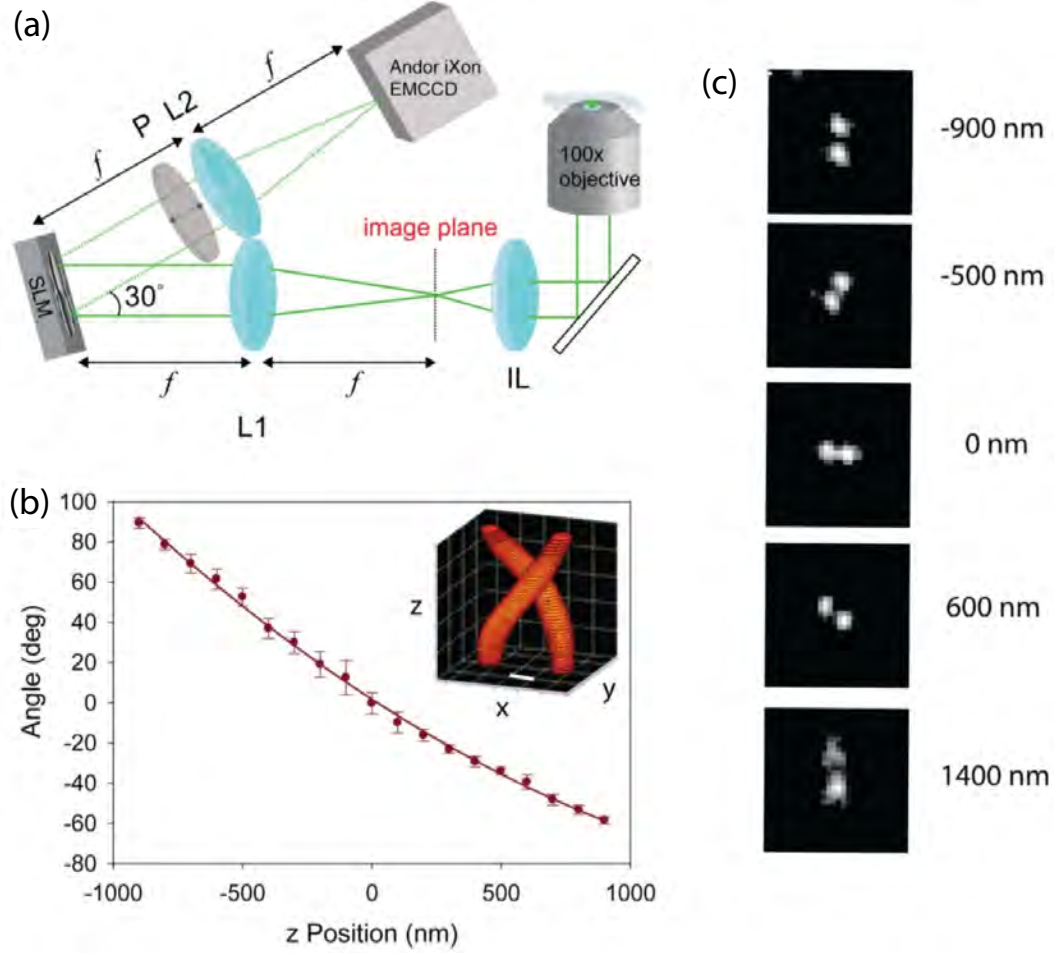 (a)
f
Andor iXon
EMCCD
P L2
f
100x
objective
image plane
SLM
30°
f
f
IL
L1
(b)
100
80
60
40
20
0
-20
-40
-60
-80
Angle (deg)
-1000
-500
0
500
1000
z Position (nm)
z
x
y
(c)
-900 nm
-500 nm
0 nm
600 nm
1400 nm